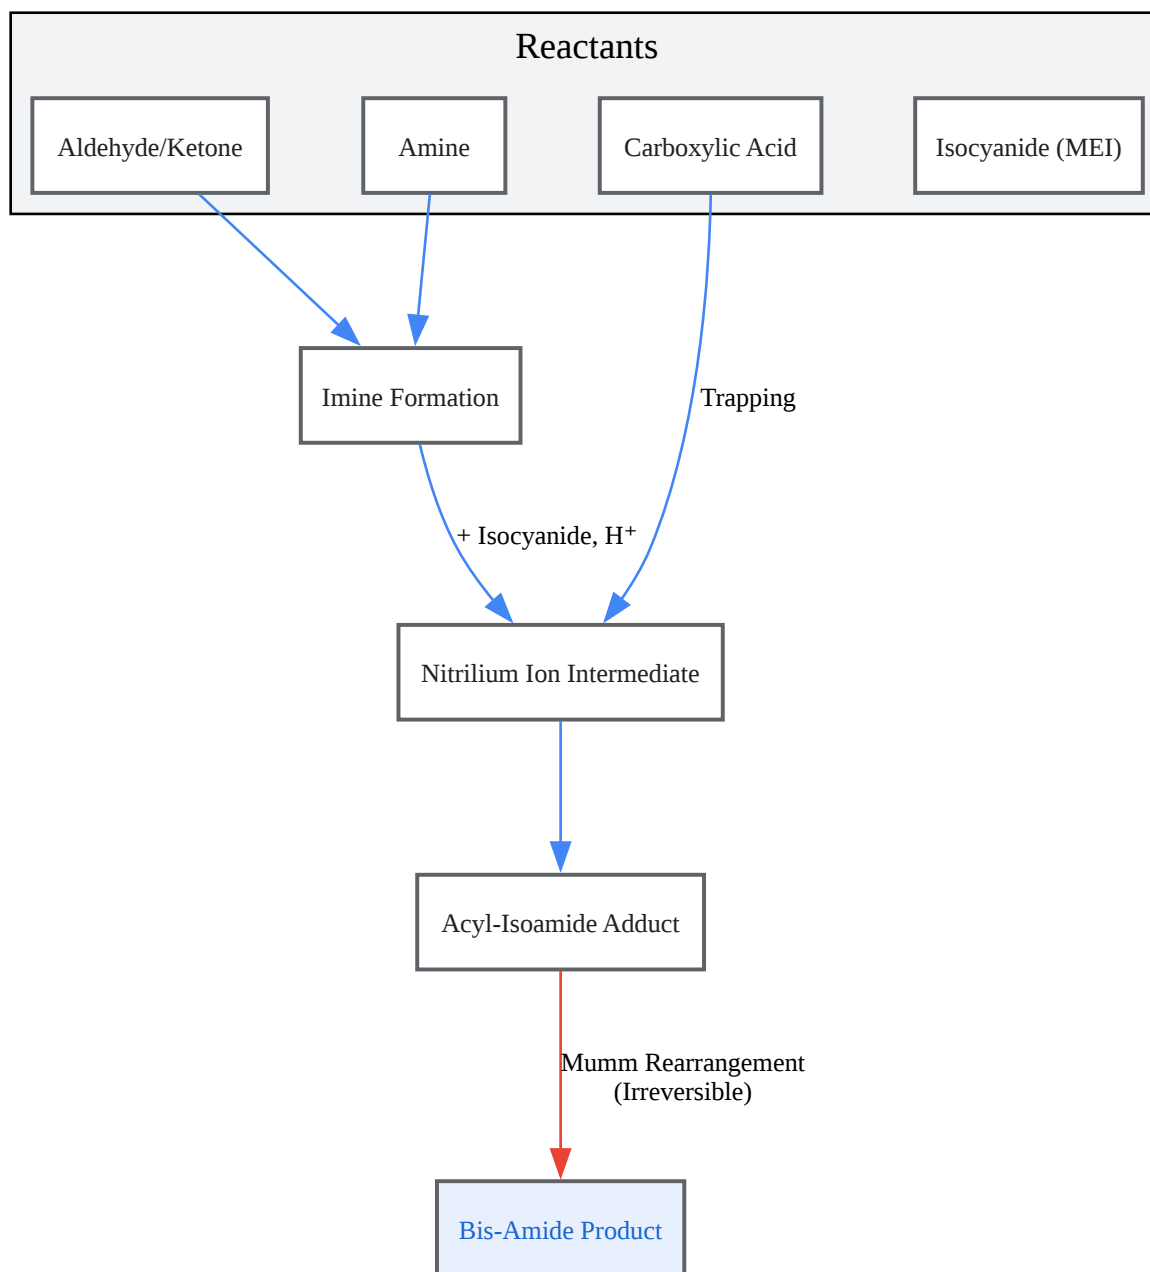 Reactants
Aldehyde/Ketone
Amine
Carboxylic Acid
Isocyanide (MEI)
Imine Formation
Trapping
+ Isocyanide, H⁺
Nitrilium Ion Intermediate
Acyl-Isoamide Adduct
Mumm Rearrangement
(Irreversible)
Bis-Amide Product